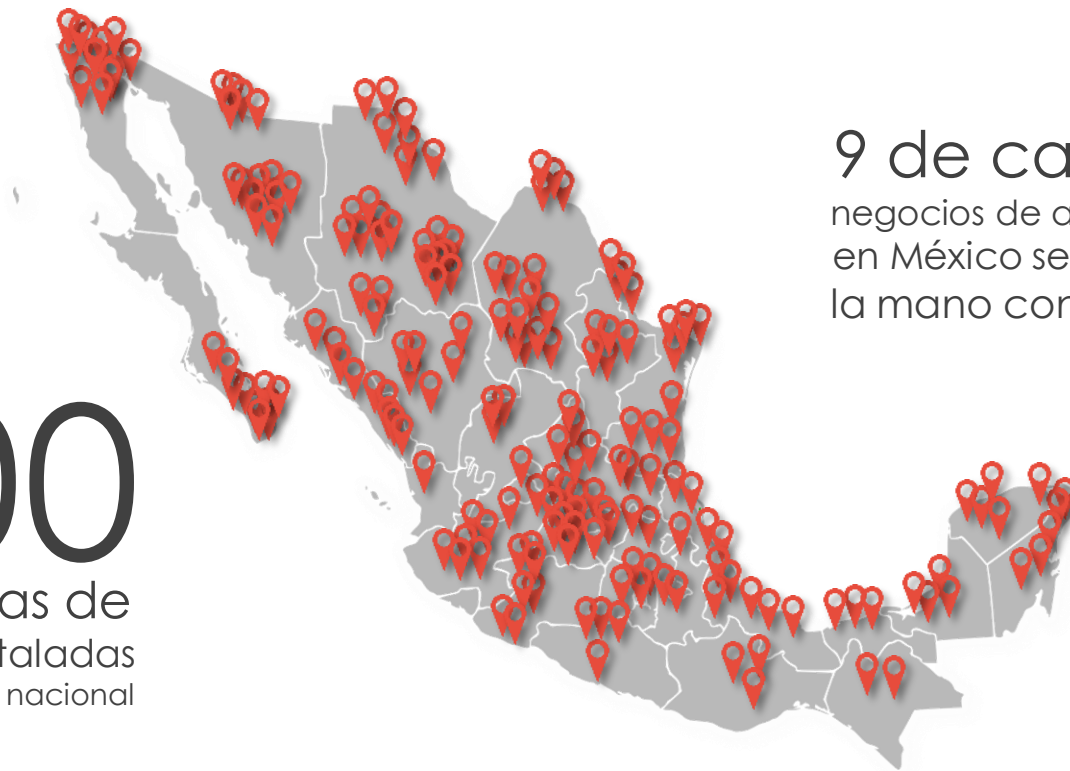 9 de ca
negocios de
en México se
la mano con
00
as de
taladas
nacional